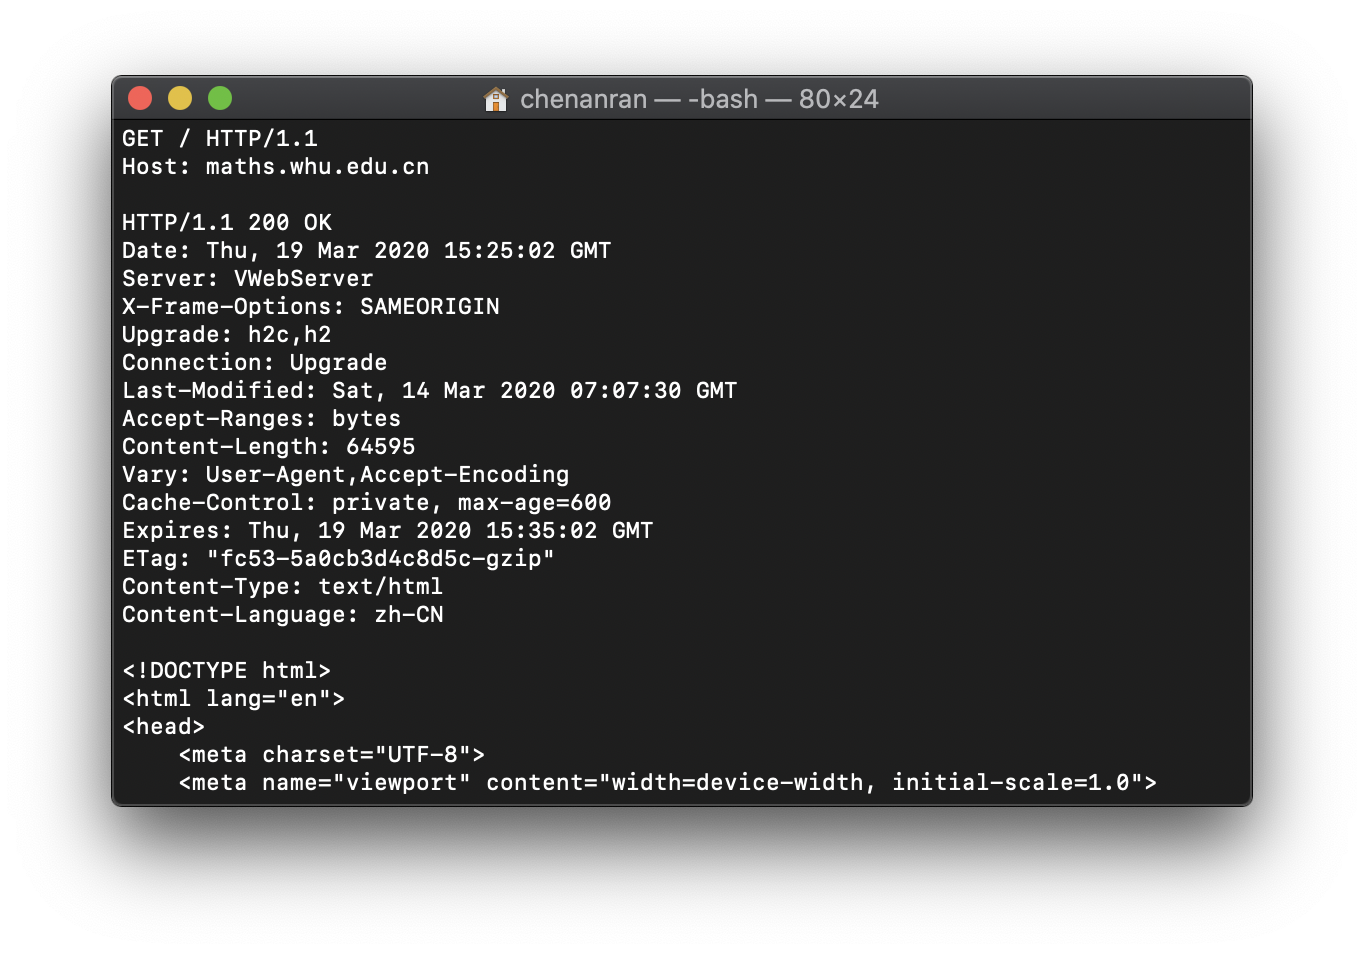 chenanran — -bash — 80×24
GET / HTTP/1.1
Host: maths.whu.edu.cn

HTTP/1.1 200 OK
Date: Thu, 19 Mar 2020 15:25:02 GMT
Server: VWebServer
X-Frame-Options: SAMEORIGIN
Upgrade: h2c,h2
Connection: Upgrade
Last-Modified: Sat, 14 Mar 2020 07:07:30 GMT
Accept-Ranges: bytes
Content-Length: 64595
Vary: User-Agent,Accept-Encoding
Cache-Control: private, max-age=600
Expires: Thu, 19 Mar 2020 15:35:02 GMT
ETag: "fc53-5a0cb3d4c8d5c-gzip"
Content-Type: text/html
Content-Language: zh-CN

<!DOCTYPE html>
<html lang="en">
<head>
    <meta charset="UTF-8">
    <meta name="viewport" content="width=device-width, initial-scale=1.0">